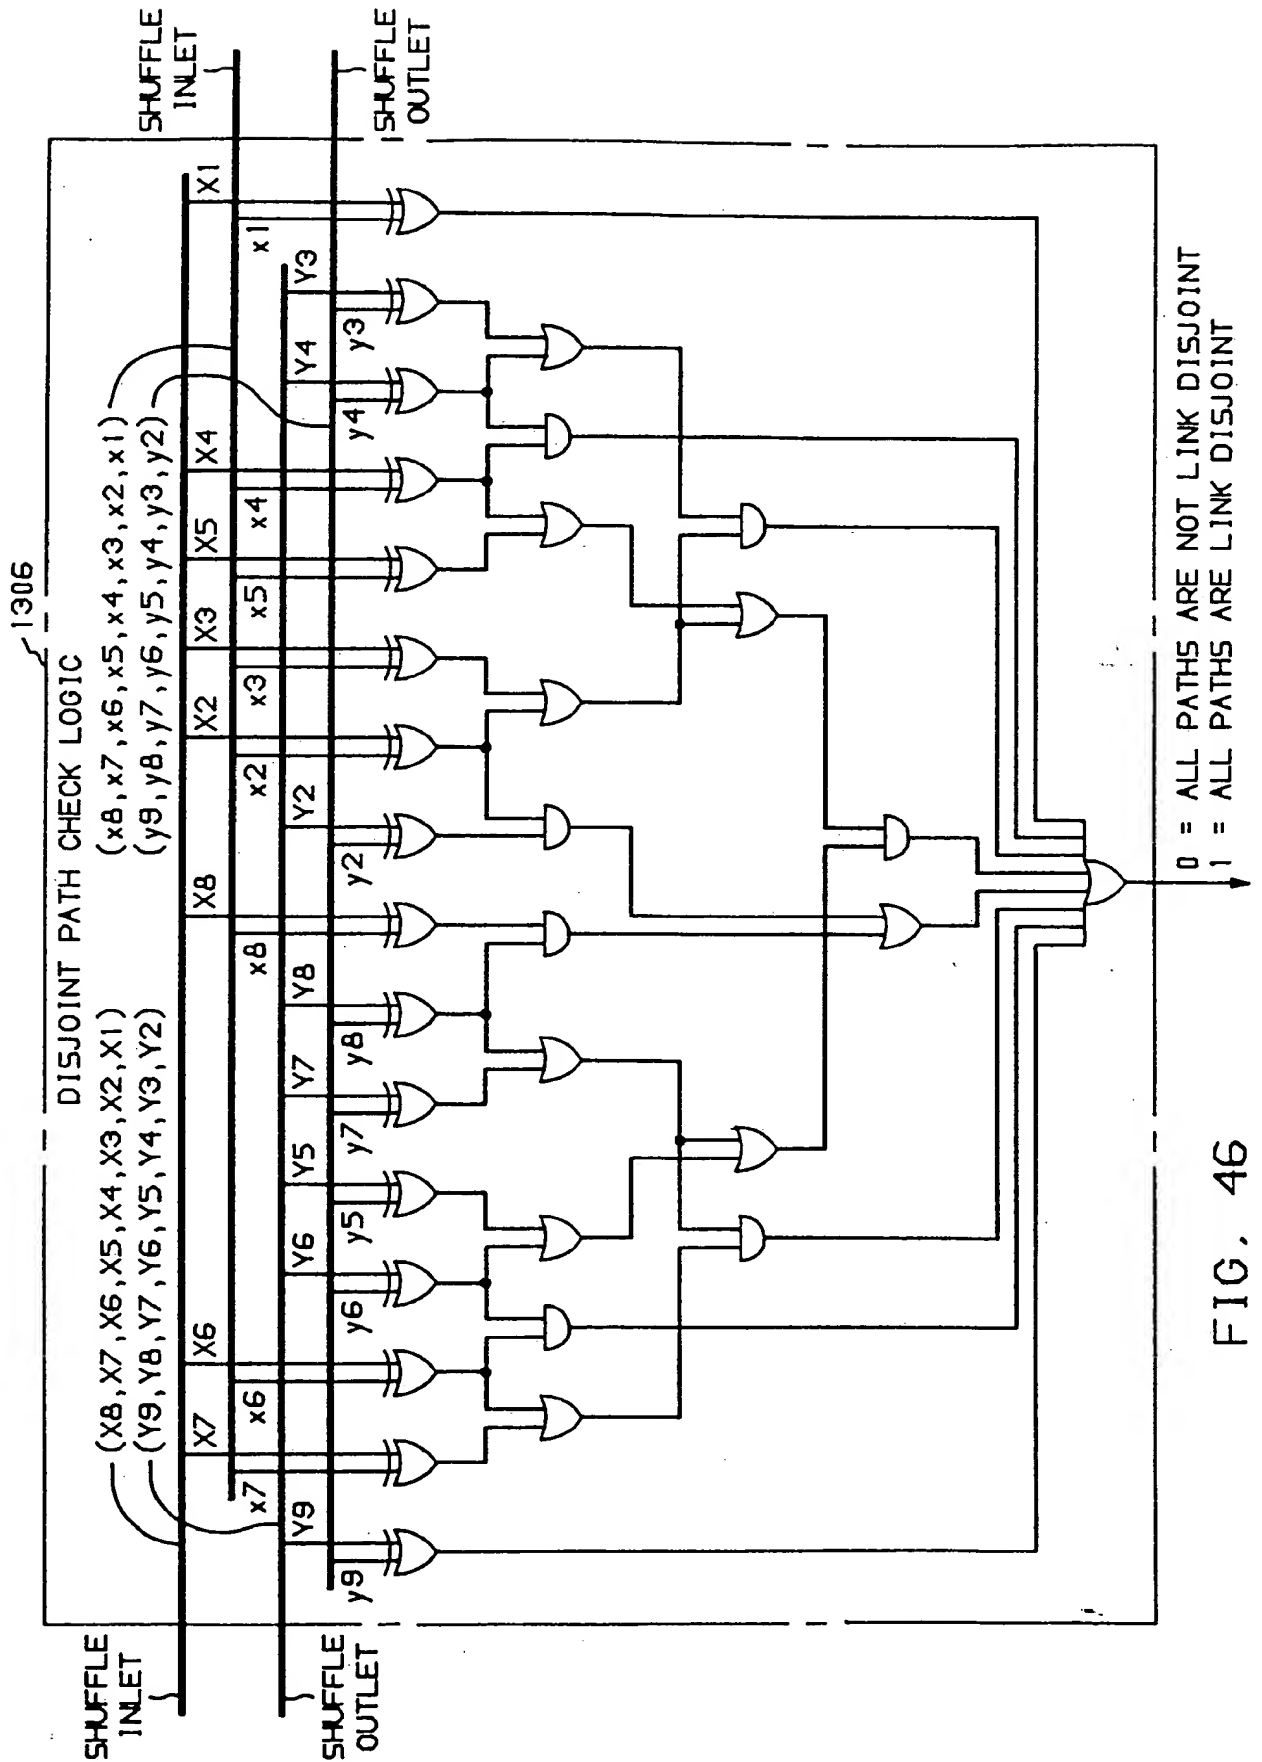 1306
DISJOINT PATH CHECK LOGIC
SHUFFLE
INLET
(X8,X7,X6,X5,X4,X3,X2,X1)
(Y9,Y8,Y7,Y6,Y5,Y4,Y3,Y2)
(x8,x7,x6,x5,x4,x3,x2,x1)
(y9,y8,y7,y6,y5,y4,y3,y2)
SHUFFLE
INLET
X7 X6 X8 X2 X3 X5 X4 X1
x7 x6 x8 x2 x3 x5 x4 x1
Y9 Y6 Y5 Y7 Y8 Y2 Y4 Y3
y9 y6 y5 y7 y8 y2 y4 y3
SHUFFLE
OUTLET
SHUFFLE
OUTLET
0 = ALL PATHS ARE NOT LINK DISJOINT
1 = ALL PATHS ARE LINK DISJOINT
FIG. 46